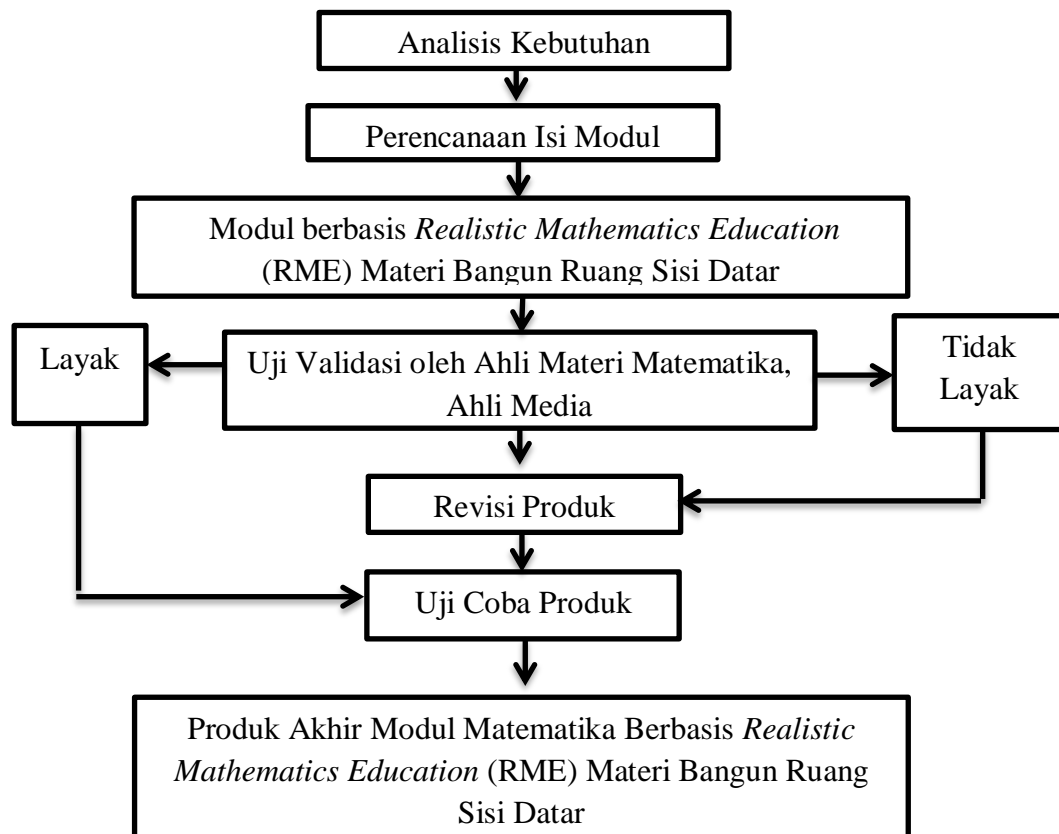 Analisis Kebutuhan
Perencanaan Isi Modul
Modul berbasis Realistic Mathematics Education
(RME) Materi Bangun Ruang Sisi Datar
Layak
Uji Validasi oleh Ahli Materi Matematika,
Ahli Media
Tidak
Layak
Revisi Produk
Uji Coba Produk
Produk Akhir Modul Matematika Berbasis Realistic
Mathematics Education (RME) Materi Bangun Ruang
Sisi Datar